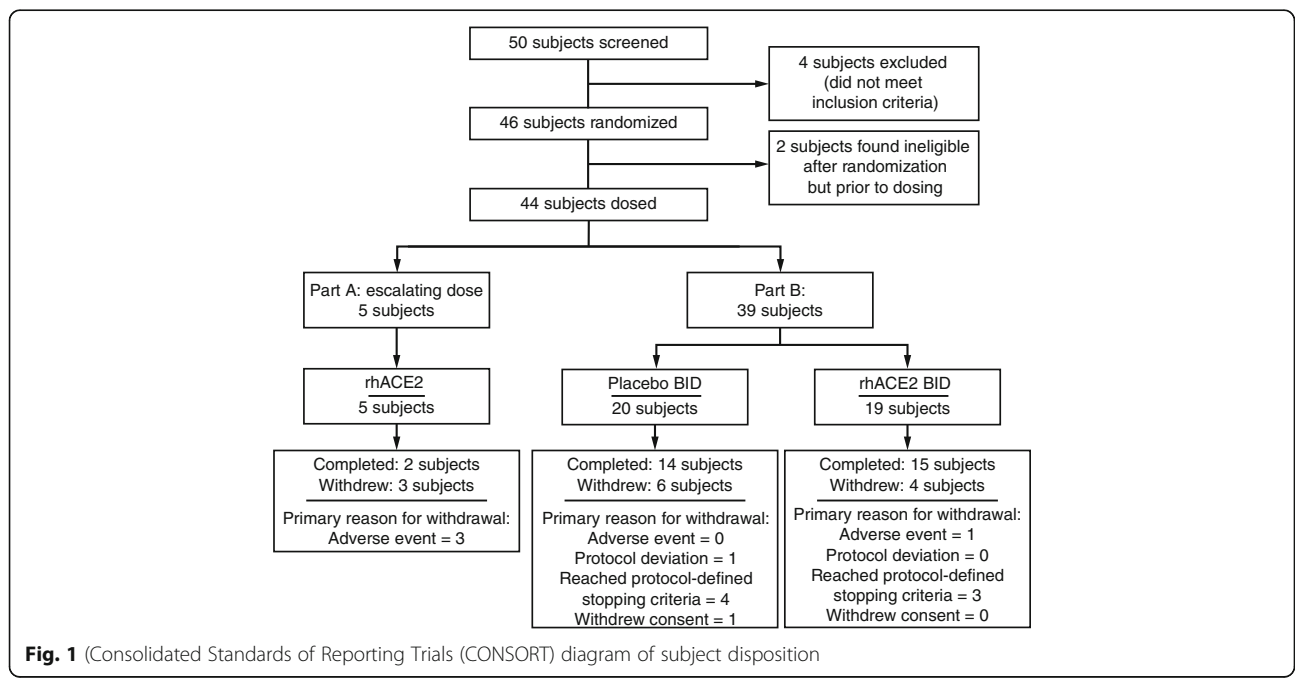 50 subjects screened
4 subjects excluded
(did not meet
inclusion criteria)
46 subjects randomized
2 subjects found ineligible
after randomization
but prior to dosing
44 subjects dosed
Part A: escalating dose
5 subjects
Part B:
39 subjects
rhACE2
5 subjects
Placebo BID
20 subjects
rhACE2 BID
19 subjects
Completed: 2 subjects
Withdrew: 3 subjects
Primary reason for withdrawal:
Adverse event = 3
Completed: 14 subjects
Withdrew: 6 subjects
Primary reason for withdrawal:
Adverse event = 0
Protocol deviation = 1
Reached protocol-defined
stopping criteria = 4
Withdrew consent = 1
Completed: 15 subjects
Withdrew: 4 subjects
Primary reason for withdrawal:
Adverse event = 1
Protocol deviation = 0
Reached protocol-defined
stopping criteria = 3
Withdrew consent = 0
Fig. 1 (Consolidated Standards of Reporting Trials (CONSORT) diagram of subject disposition